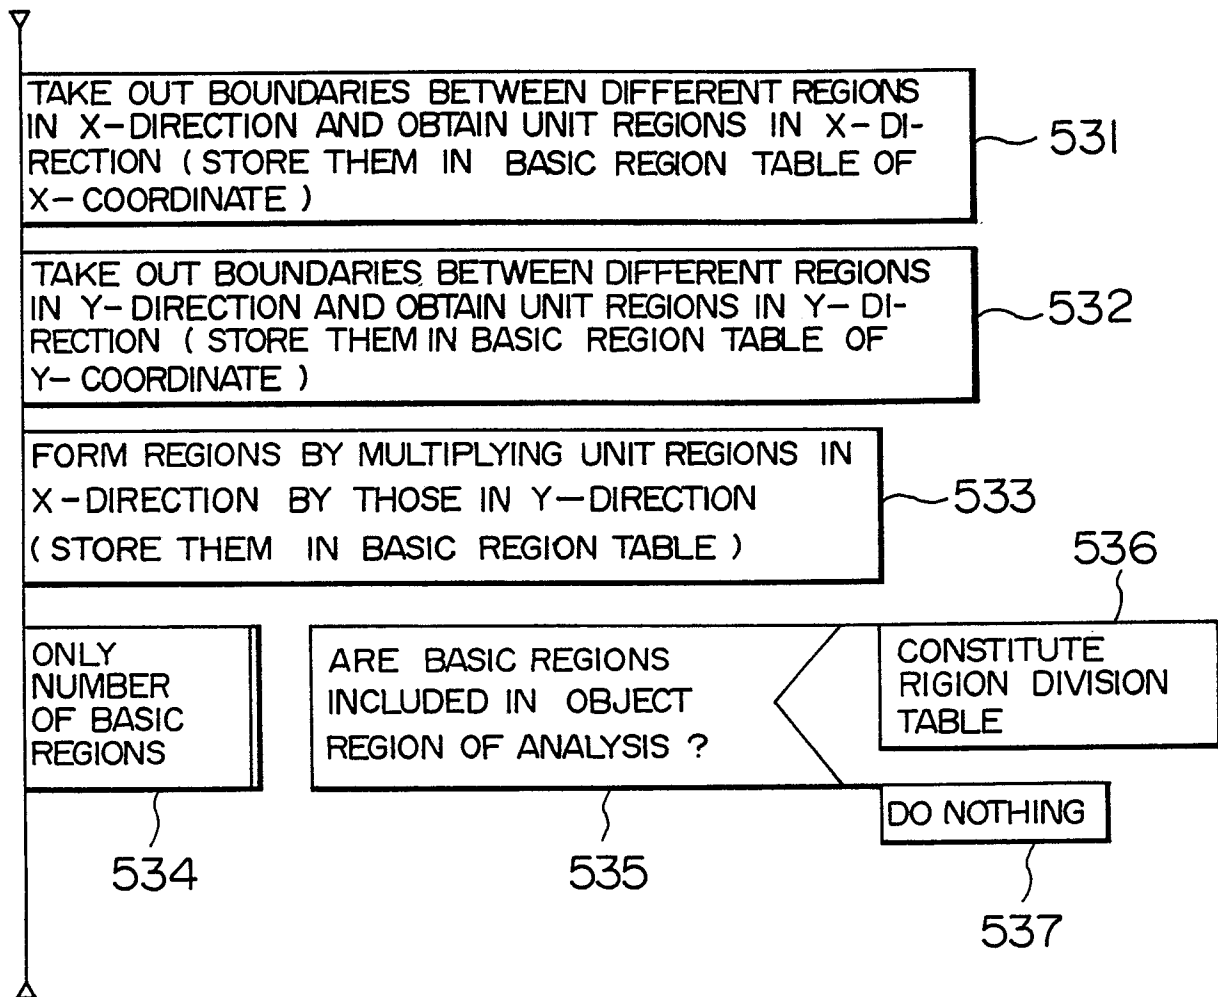 TAKE OUT BOUNDARIES BETWEEN DIFFERENT REGIONS
IN X-DIRECTION AND OBTAIN UNIT REGIONS IN X-DI-
RECTION (STORE THEM IN BASIC REGION TABLE OF
X-COORDINATE)
531
TAKE OUT BOUNDARIES BETWEEN DIFFERENT REGIONS
IN Y-DIRECTION AND OBTAIN UNIT REGIONS IN Y-DI-
RECTION (STORE THEM IN BASIC REGION TABLE OF
Y-COORDINATE)
532
FORM REGIONS BY MULTIPLYING UNIT REGIONS IN
X-DIRECTION BY THOSE IN Y-DIRECTION
(STORE THEM IN BASIC REGION TABLE)
533
ONLY
NUMBER
OF BASIC
REGIONS
534
ARE BASIC REGIONS
INCLUDED IN OBJECT
REGION OF ANALYSIS ?
535
536
CONSTITUTE
RIGION DIVISION
TABLE
DO NOTHING
537